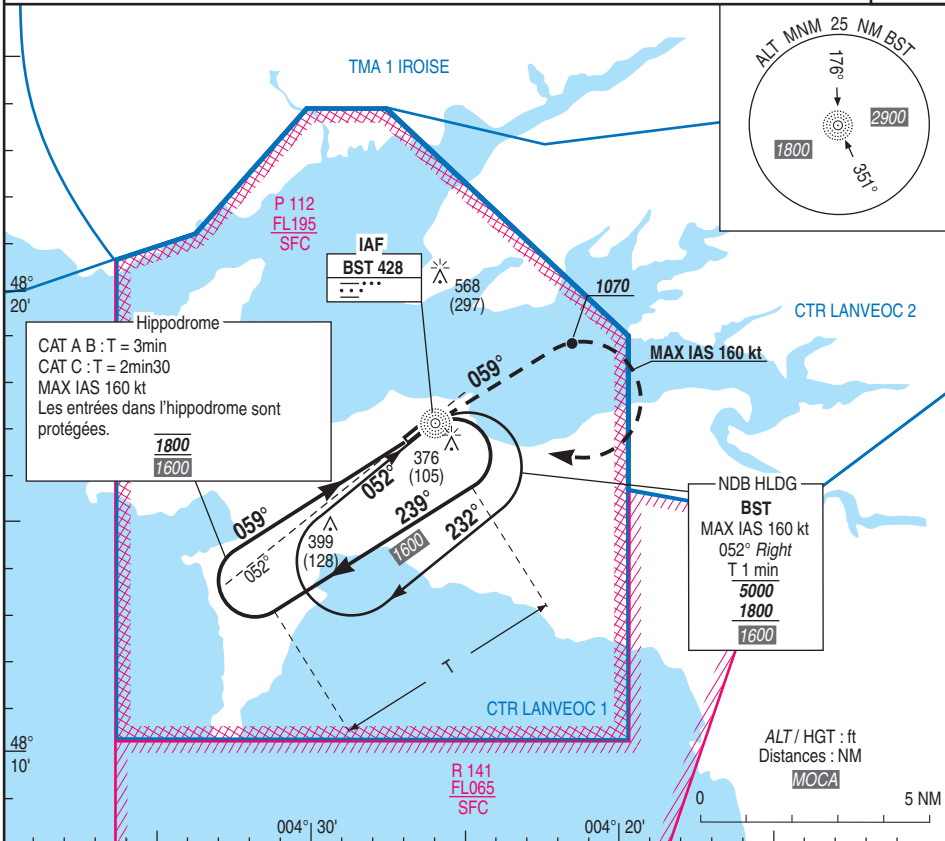 TMA 1 IROISE
ALT MNM 25 NM BST
176°
2900
1800
351°
P 112
FL195
SFC
IAF
BST 428
568
(297)
48°
20'
1070
CTR LANVEOC 2
Hippodrome
CAT A B : T = 3min
CAT C : T = 2min30
MAX IAS 160 kt
Les entrées dans l'hippodrome sont
protégées.
1800
1600
059°
MAX IAS 160 kt
376
(105)
052°
239°
232°
059°
052°
399
(128)
1600
NDB HLDG
BST
MAX IAS 160 kt
052° Right
T 1 min
5000
1800
1600
T
CTR LANVEOC 1
48°
10'
R 141
FL065
SFC
ALT / HGT : ft
Distances : NM
MOCA
0 5 NM
004° 30' 004° 20'